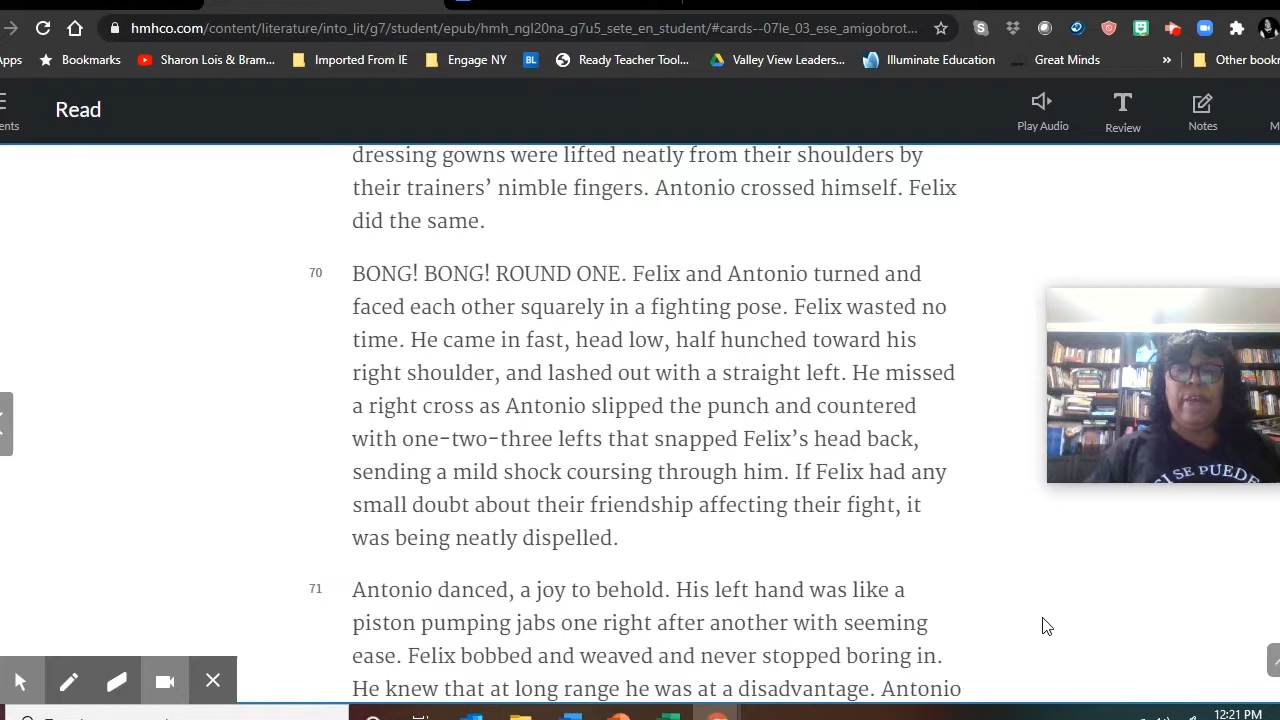 hmhco.com/content/literature/into_lit/g7/student/epub/hmh_ngl20na_g7u5_sete_en_student/#cards--07le_03_ese_amigobrot...
Apps Bookmarks Sharon Lois & Bram... Imported From IE Engage NY BL Ready Teacher Tool... Valley View Leaders... Illuminate Education Great Minds » Other bookm
ents Read Play Audio T Review Notes M
dressing gowns were lifted neatly from their shoulders by
their trainers’ nimble fingers. Antonio crossed himself. Felix
did the same.
70 BONG! BONG! ROUND ONE. Felix and Antonio turned and
faced each other squarely in a fighting pose. Felix wasted no
time. He came in fast, head low, half hunched toward his
right shoulder, and lashed out with a straight left. He missed
a right cross as Antonio slipped the punch and countered
with one-two-three lefts that snapped Felix’s head back,
sending a mild shock coursing through him. If Felix had any
small doubt about their friendship affecting their fight, it
was being neatly dispelled.
SI SE PUEDE
71 Antonio danced, a joy to behold. His left hand was like a
piston pumping jabs one right after another with seeming
ease. Felix bobbed and weaved and never stopped boring in.
He knew that at long range he was at a disadvantage. Antonio
12:21 PM